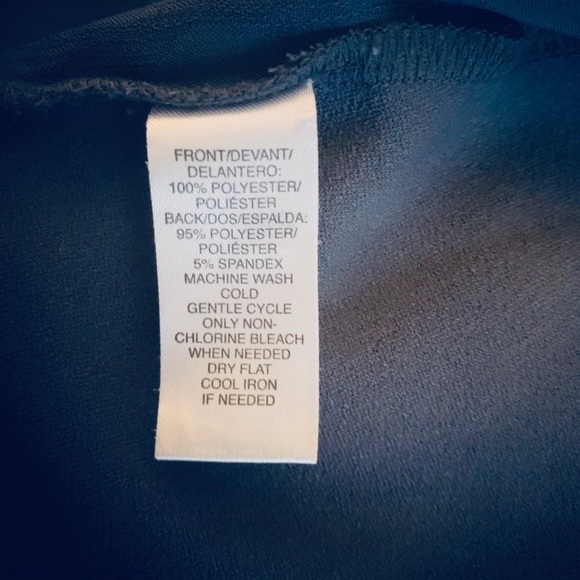 FRONT/DEVANT/
DELANTERO:
100% POLYESTER/
POLIÉSTER
BACK/DOS/ESPALDA:
95% POLYESTER/
POLIÉSTER
5% SPANDEX
MACHINE WASH
COLD
GENTLE CYCLE
ONLY NON-
CHLORINE BLEACH
WHEN NEEDED
DRY FLAT
COOL IRON
IF NEEDED